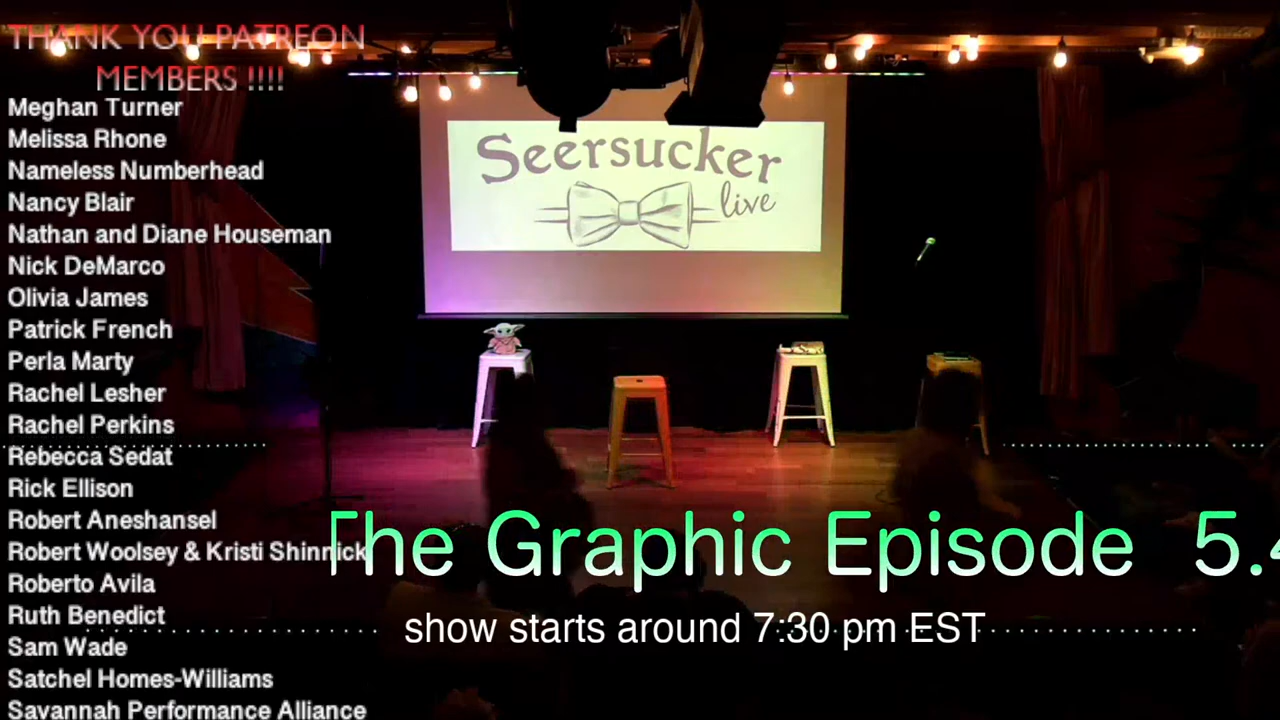 THANK YOU PATREON
MEMBERS !!!!
Meghan Turner
Melissa Rhone
Nameless Numberhead
Nancy Blair
Nathan and Diane Houseman
Nick DeMarco
Olivia James
Patrick French
Perla Marty
Rachel Lesher
Rachel Perkins
Rebecca Sedat
Rick Ellison
Robert Aneshansel
Robert Woolsey & Kristi Shinnick
Roberto Avila
Ruth Benedict
Sam Wade
Satchel Homes-Williams
Savannah Performance Alliance
Seersucker
live
The Graphic Episode 5.4
show starts around 7:30 pm EST